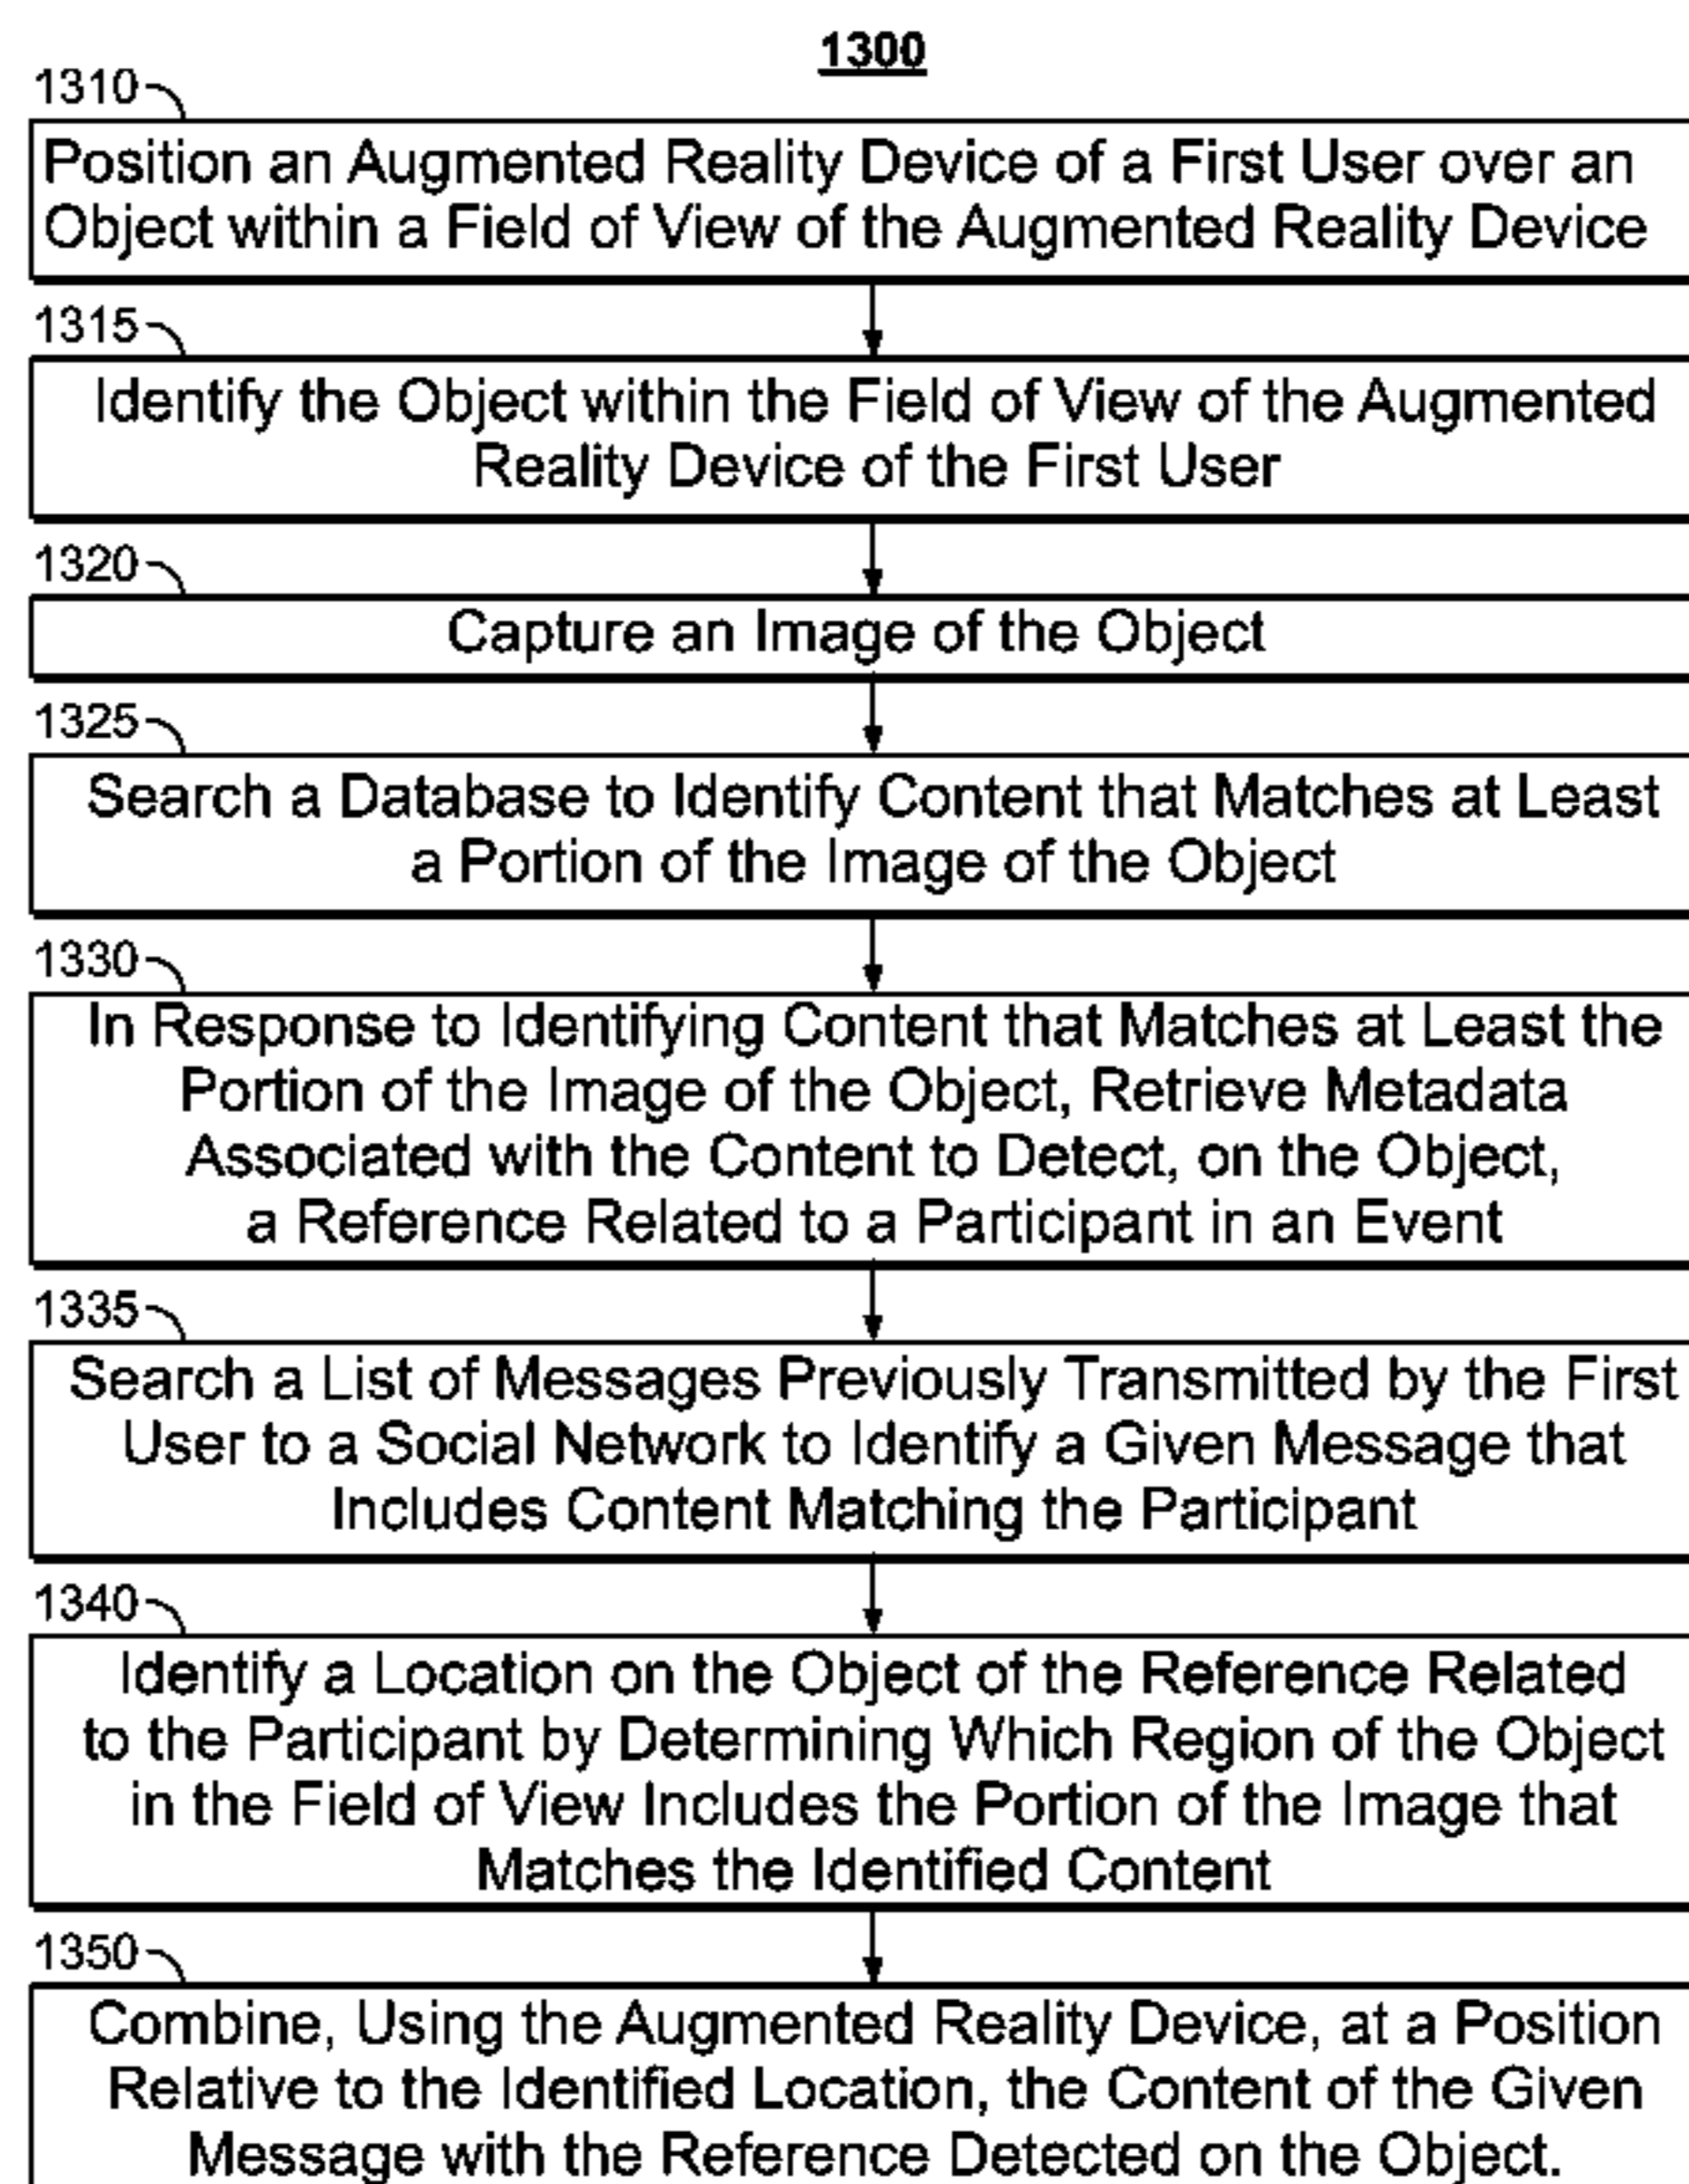 1300
1310
Position an Augmented Reality Device of a First User over an
Object within a Field of View of the Augmented Reality Device
1315
Identify the Object within the Field of View of the Augmented
Reality Device of the First User
1320
Capture an Image of the Object
1325
Search a Database to Identify Content that Matches at Least
a Portion of the Image of the Object
1330
In Response to Identifying Content that Matches at Least the
Portion of the Image of the Object, Retrieve Metadata
Associated with the Content to Detect, on the Object,
a Reference Related to a Participant in an Event
1335
Search a List of Messages Previously Transmitted by the First
User to a Social Network to Identify a Given Message that
Includes Content Matching the Participant
1340
Identify a Location on the Object of the Reference Related
to the Participant by Determining Which Region of the Object
in the Field of View Includes the Portion of the Image that
Matches the Identified Content
1350
Combine, Using the Augmented Reality Device, at a Position
Relative to the Identified Location, the Content of the Given
Message with the Reference Detected on the Object.